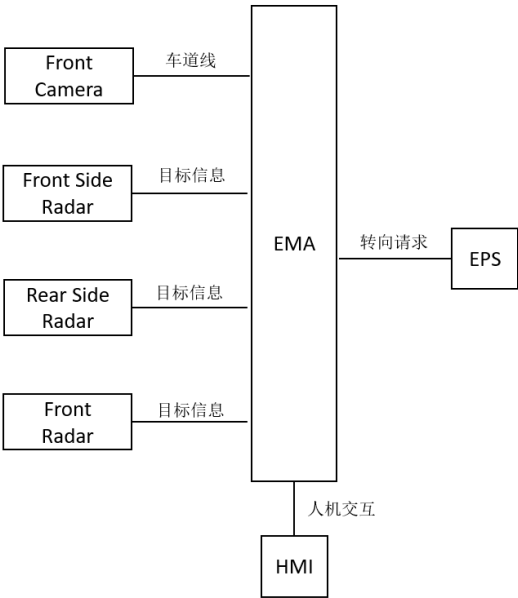 Front
Camera
车道线
Front Side
Radar
目标信息
EMA
转向请求
EPS
Rear Side
Radar
目标信息
Front
Radar
目标信息
人机交互
HMI